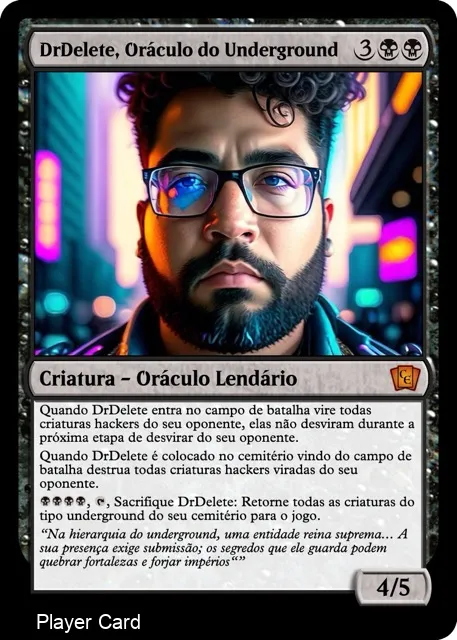 DrDelete, Oráculo do Underground 3
Criatura – Oráculo Lendário
Quando DrDelete entra no campo de batalha vire todas
criaturas hackers do seu oponente, elas não desviram durante a
próxima etapa de desvirar do seu oponente.
Quando DrDelete é colocado no cemitério vindo do campo de
batalha destrua todas criaturas hackers viradas do seu
oponente.
, , Sacrifique DrDelete: Retorne todas as criaturas do
tipo underground do seu cemitério para o jogo.
“Na hierarquia do underground, uma entidade reina suprema... A
sua presença exige submissão; os segredos que ele guarda podem
quebrar fortalezas e forjar impérios“”
4/5
Player Card